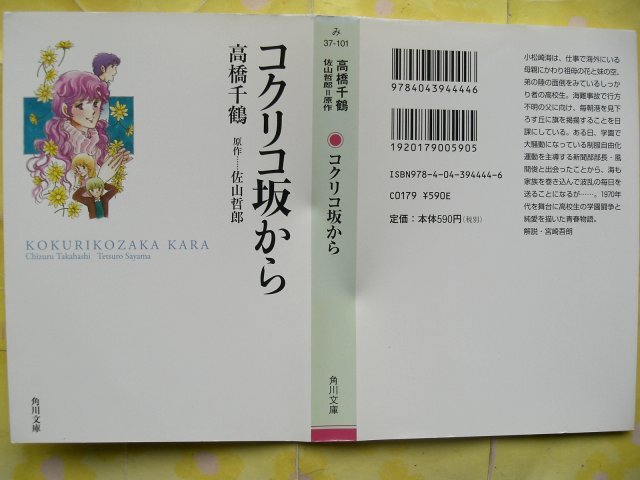 コクリコ坂から
高橋千鶴
原作……佐山哲郎
KOKURIKOZAKA KARA
Chizuru Takahashi Tetsuro Sayama
角川文庫
み
37-101
高橋千鶴
佐山哲郎=原作
コクリコ坂から
角川文庫
9784043944446
1920179005905
ISBN978-4-04-394444-6
C0179 ¥590E
定価：本体590円(税別)
小松崎海は、仕事で海外にいる
母親にかわり祖母の花と妹の空、
弟の陸の面倒をみているしっか
り者の高校生。海難事故で行方
不明の父に向け、毎朝港を見下
ろす丘に旗を掲揚することを日
課にしている。ある日、学園で
大騒動になっている制服自由化
運動を主導する新聞部部長・風
間俊と出会ったことから、海も
家族を巻き込んで波乱の毎日を
送ることになるが……。1970年
代を舞台に高校生の学園闘争と
純愛を描いた青春物語。
解説・宮崎吾朗